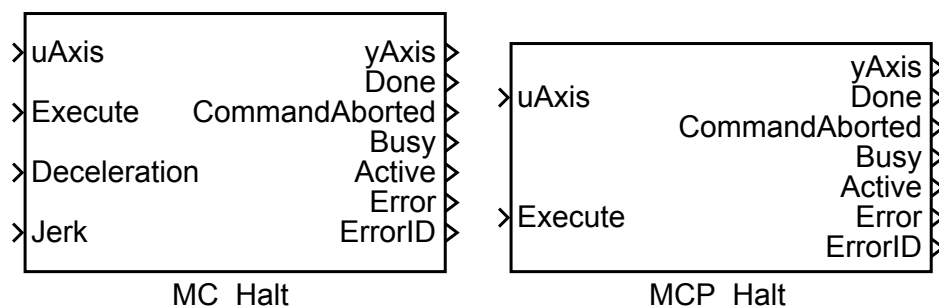 uAxis
Execute
Deceleration
Jerk
yAxis
Done
CommandAborted
Busy
Active
Error
ErrorID
MC_Halt
uAxis
Execute
yAxis
Done
CommandAborted
Busy
Active
Error
ErrorID
MCP_Halt